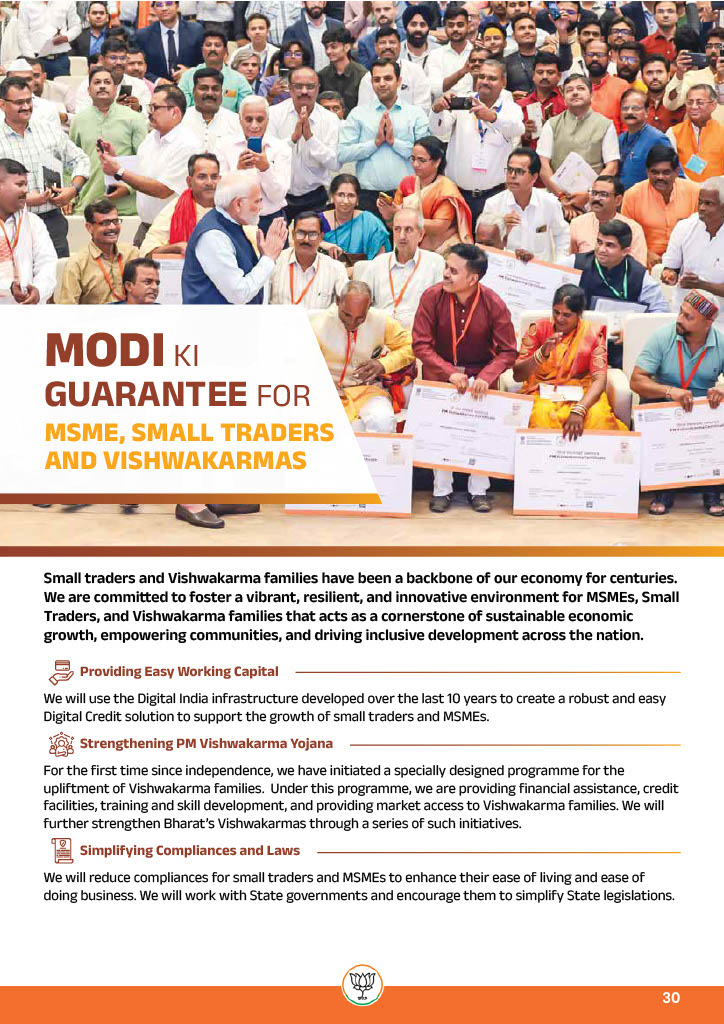 MODI KI
GUARANTEE FOR
MSME, SMALL TRADERS
AND VISHWAKARMAS
Small traders and Vishwakarma families have been a backbone of our economy for centuries.
We are committed to foster a vibrant, resilient, and innovative environment for MSMEs, Small
Traders, and Vishwakarma families that acts as a cornerstone of sustainable economic
growth, empowering communities, and driving inclusive development across the nation.
Providing Easy Working Capital
We will use the Digital India infrastructure developed over the last 10 years to create a robust and easy
Digital Credit solution to support the growth of small traders and MSMEs.
Strengthening PM Vishwakarma Yojana
For the first time since independence, we have initiated a specially designed programme for the
upliftment of Vishwakarma families.  Under this programme, we are providing financial assistance, credit
facilities, training and skill development, and providing market access to Vishwakarma families. We will
further strengthen Bharat's Vishwakarmas through a series of such initiatives.
Simplifying Compliances and Laws
We will reduce compliances for small traders and MSMEs to enhance their ease of living and ease of
doing business. We will work with State governments and encourage them to simplify State legislations.
30